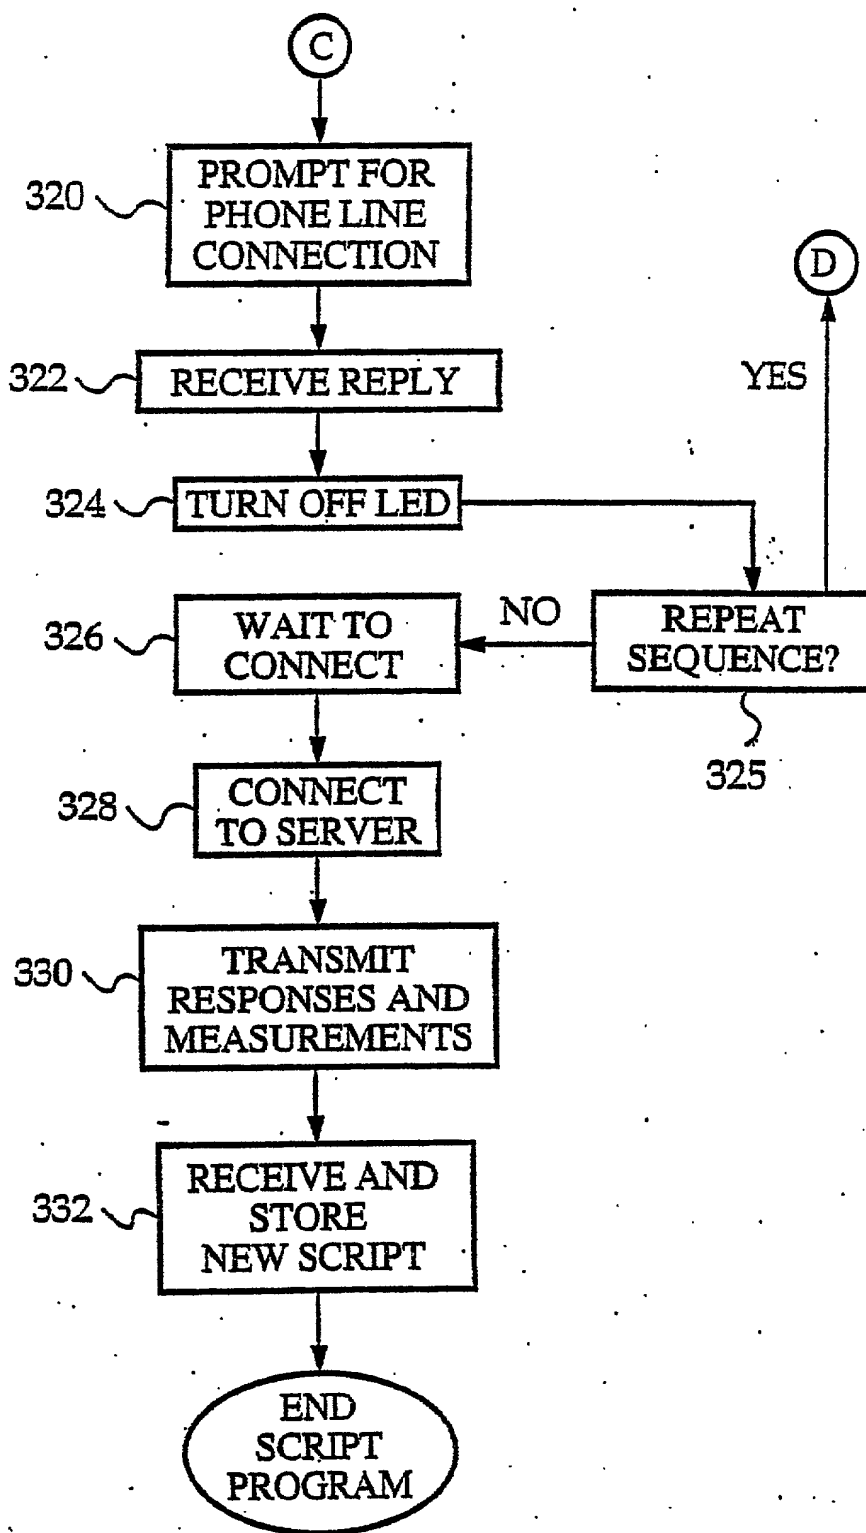 C
320
PROMPT FOR
PHONE LINE
CONNECTION
D
YES
322
RECEIVE REPLY
324
TURN OFF LED
326
WAIT TO
CONNECT
NO
REPEAT
SEQUENCE?
325
328
CONNECT
TO SERVER
330
TRANSMIT
RESPONSES AND
MEASUREMENTS
332
RECEIVE AND
STORE
NEW SCRIPT
END
SCRIPT
PROGRAM